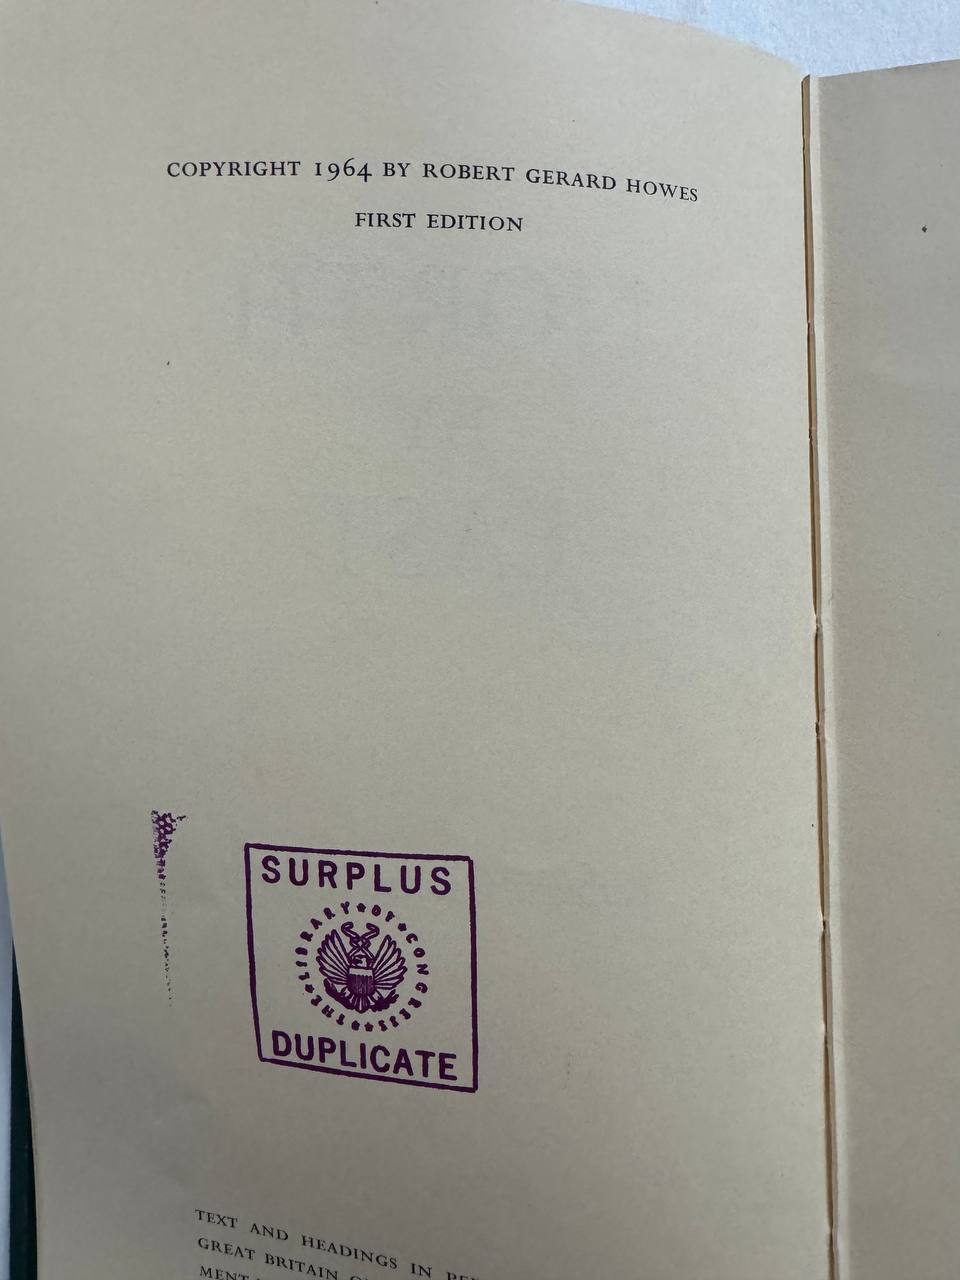 COPYRIGHT 1964 BY ROBERT GERARD HOWES
FIRST EDITION
SURPLUS
THE ★ LIBRARY ★ OF ★ CONGRESS ★★★
DUPLICATE
TEXT AND HEADINGS IN
GREAT BRITAIN